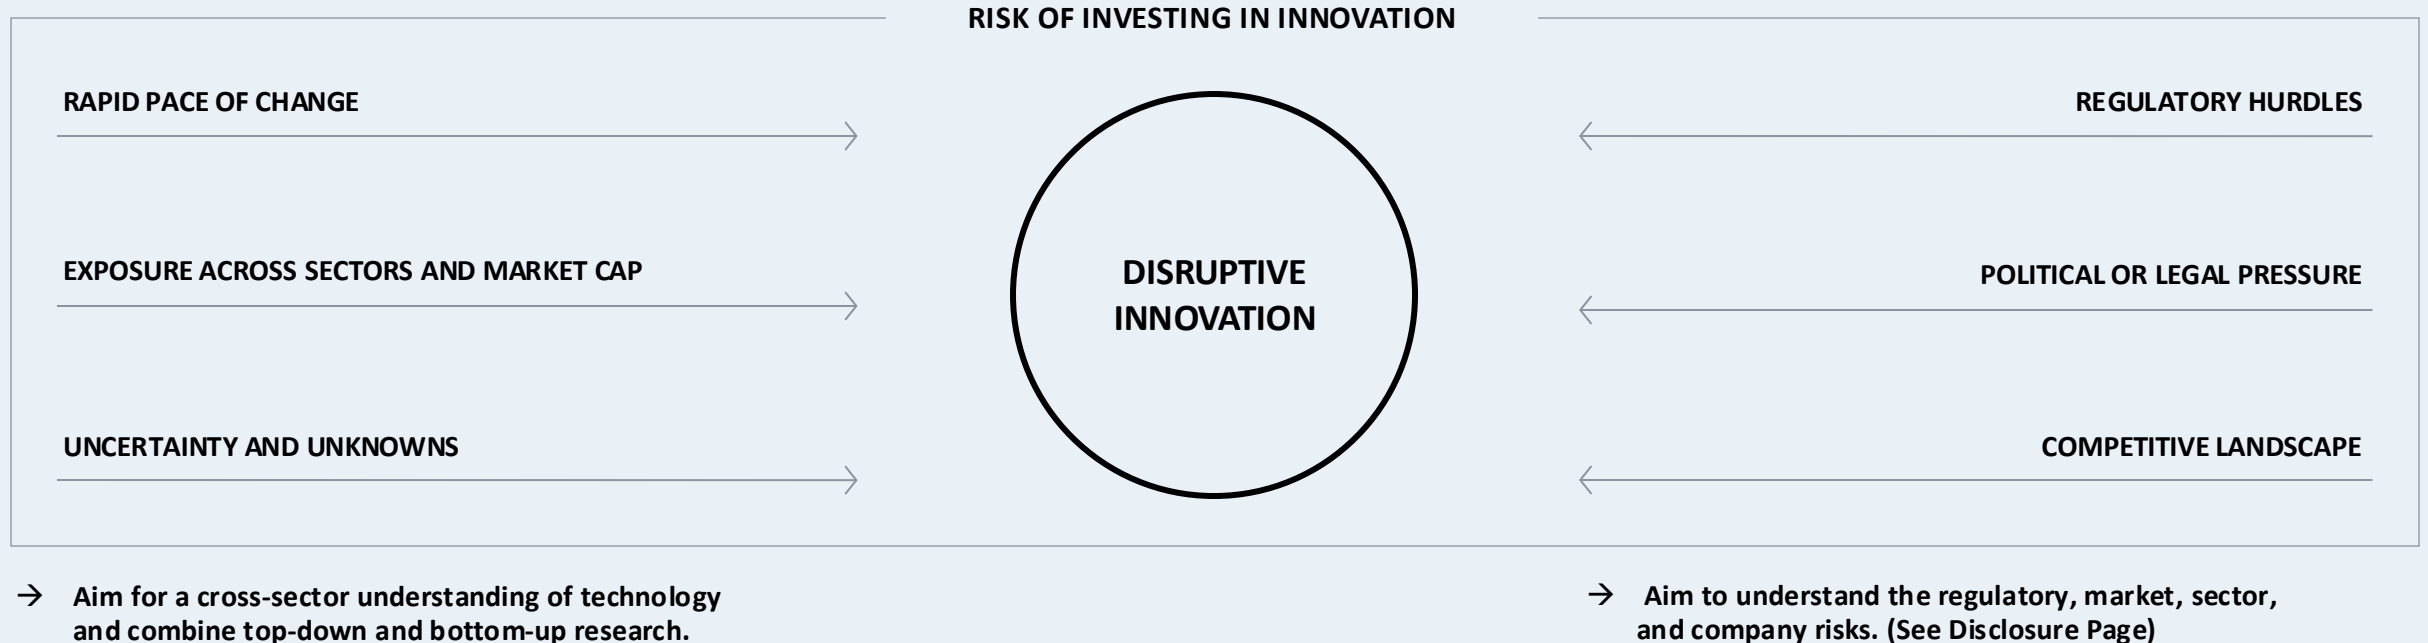 RISK OF INVESTING IN INNOVATION
RAPID PACE OF CHANGE
EXPOSURE ACROSS SECTORS AND MARKET CAP
UNCERTAINTY AND UNKNOWNS
DISRUPTIVE
INNOVATION
REGULATORY HURDLES
POLITICAL OR LEGAL PRESSURE
COMPETITIVE LANDSCAPE
→ Aim for a cross-sector understanding of technology
and combine top-down and bottom-up research.
→ Aim to understand the regulatory, market, sector,
and company risks. (See Disclosure Page)